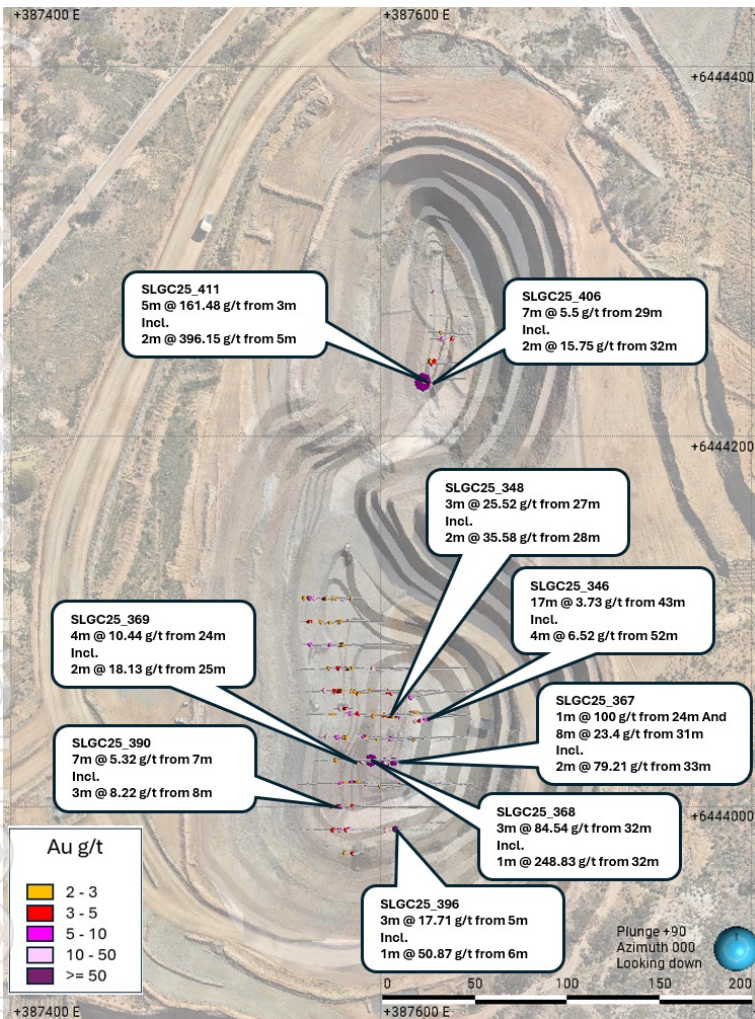 +387400 E
+387600 E
+6444400
SLGC25_411
5m @ 161.48 g/t from 3m
Incl.
2m @ 396.15 g/t from 5m
SLGC25_406
7m @ 5.5 g/t from 29m
Incl.
2m @ 15.75 g/t from 32m
+6444200
SLGC25_348
3m @ 25.52 g/t from 27m
Incl.
2m @ 35.58 g/t from 28m
SLGC25_346
17m @ 3.73 g/t from 43m
Incl.
4m @ 6.52 g/t from 52m
SLGC25_369
4m @ 10.44 g/t from 24m
Incl.
2m @ 18.13 g/t from 25m
SLGC25_367
1m @ 100 g/t from 24m And
8m @ 23.4 g/t from 31m
Incl.
2m @ 79.21 g/t from 33m
SLGC25_390
7m @ 5.32 g/t from 7m
Incl.
3m @ 8.22 g/t from 8m
SLGC25_368
3m @ 84.54 g/t from 32m
Incl.
1m @ 248.83 g/t from 32m
+6444000
SLGC25_396
3m @ 17.71 g/t from 5m
Incl.
1m @ 50.87 g/t from 6m
Au g/t
2 - 3
3 - 5
5 - 10
10 - 50
>= 50
Plunge +90
Azimuth 000
Looking down
0 50 100 150 200
+387400 E
+387600 E